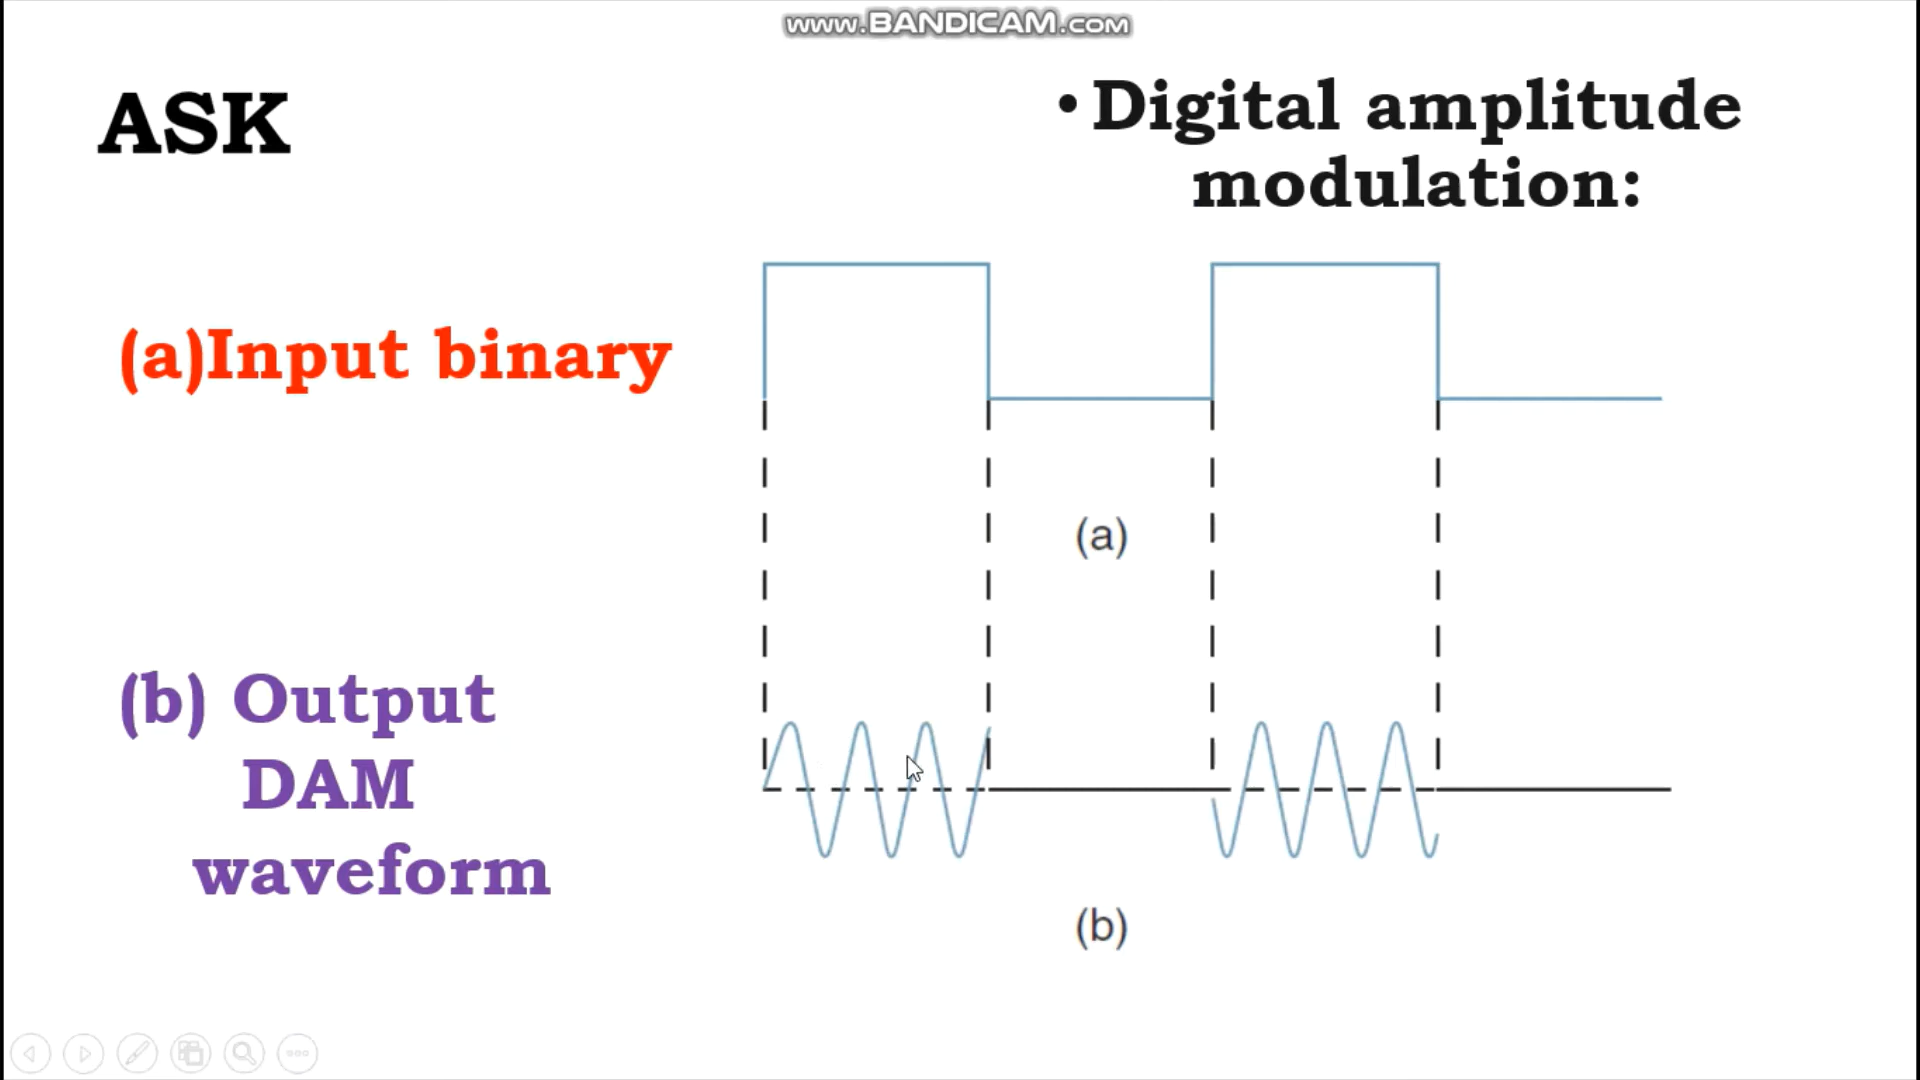 www.BANDICAM.com
ASK
• Digital amplitude
modulation:
(a)Input binary
(a)
(b) Output
DAM
waveform
(b)